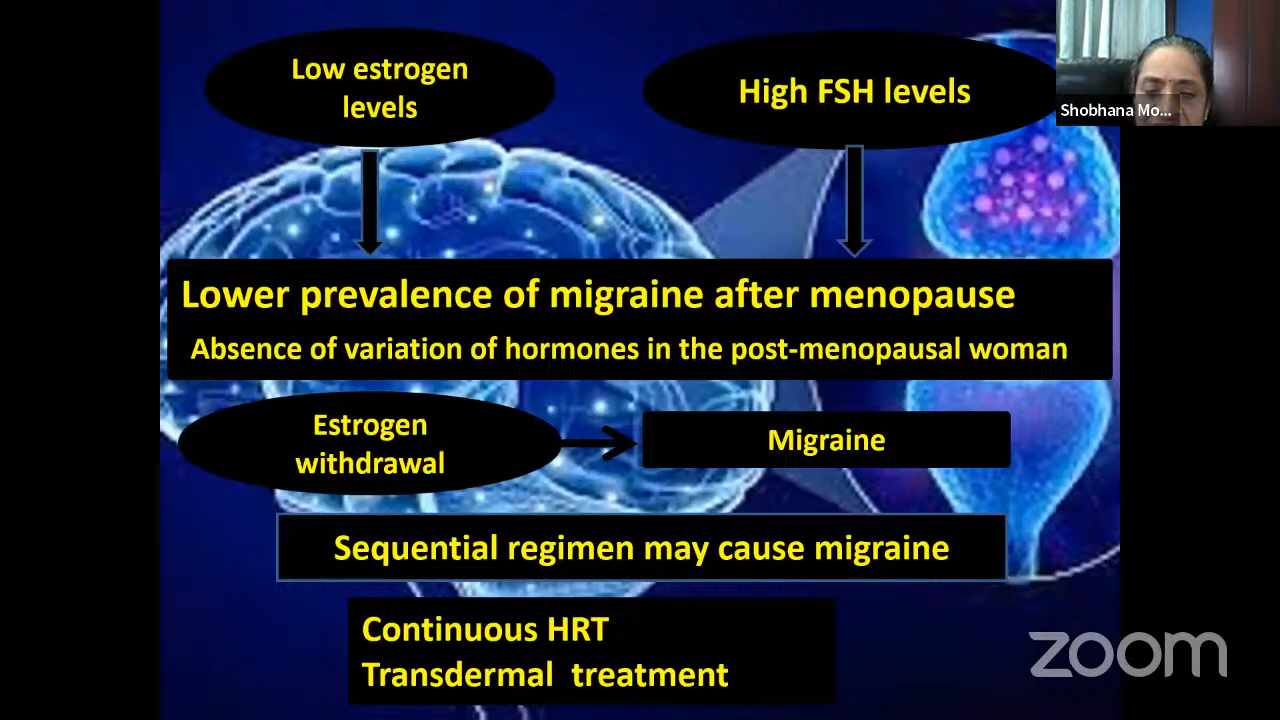 Low estrogen
levels
High FSH levels
Shobhana Mo...
Lower prevalence of migraine after menopause
Absence of variation of hormones in the post-menopausal woman
Estrogen
withdrawal
Migraine
Sequential regimen may cause migraine
Continuous HRT
Transdermal treatment
zoom